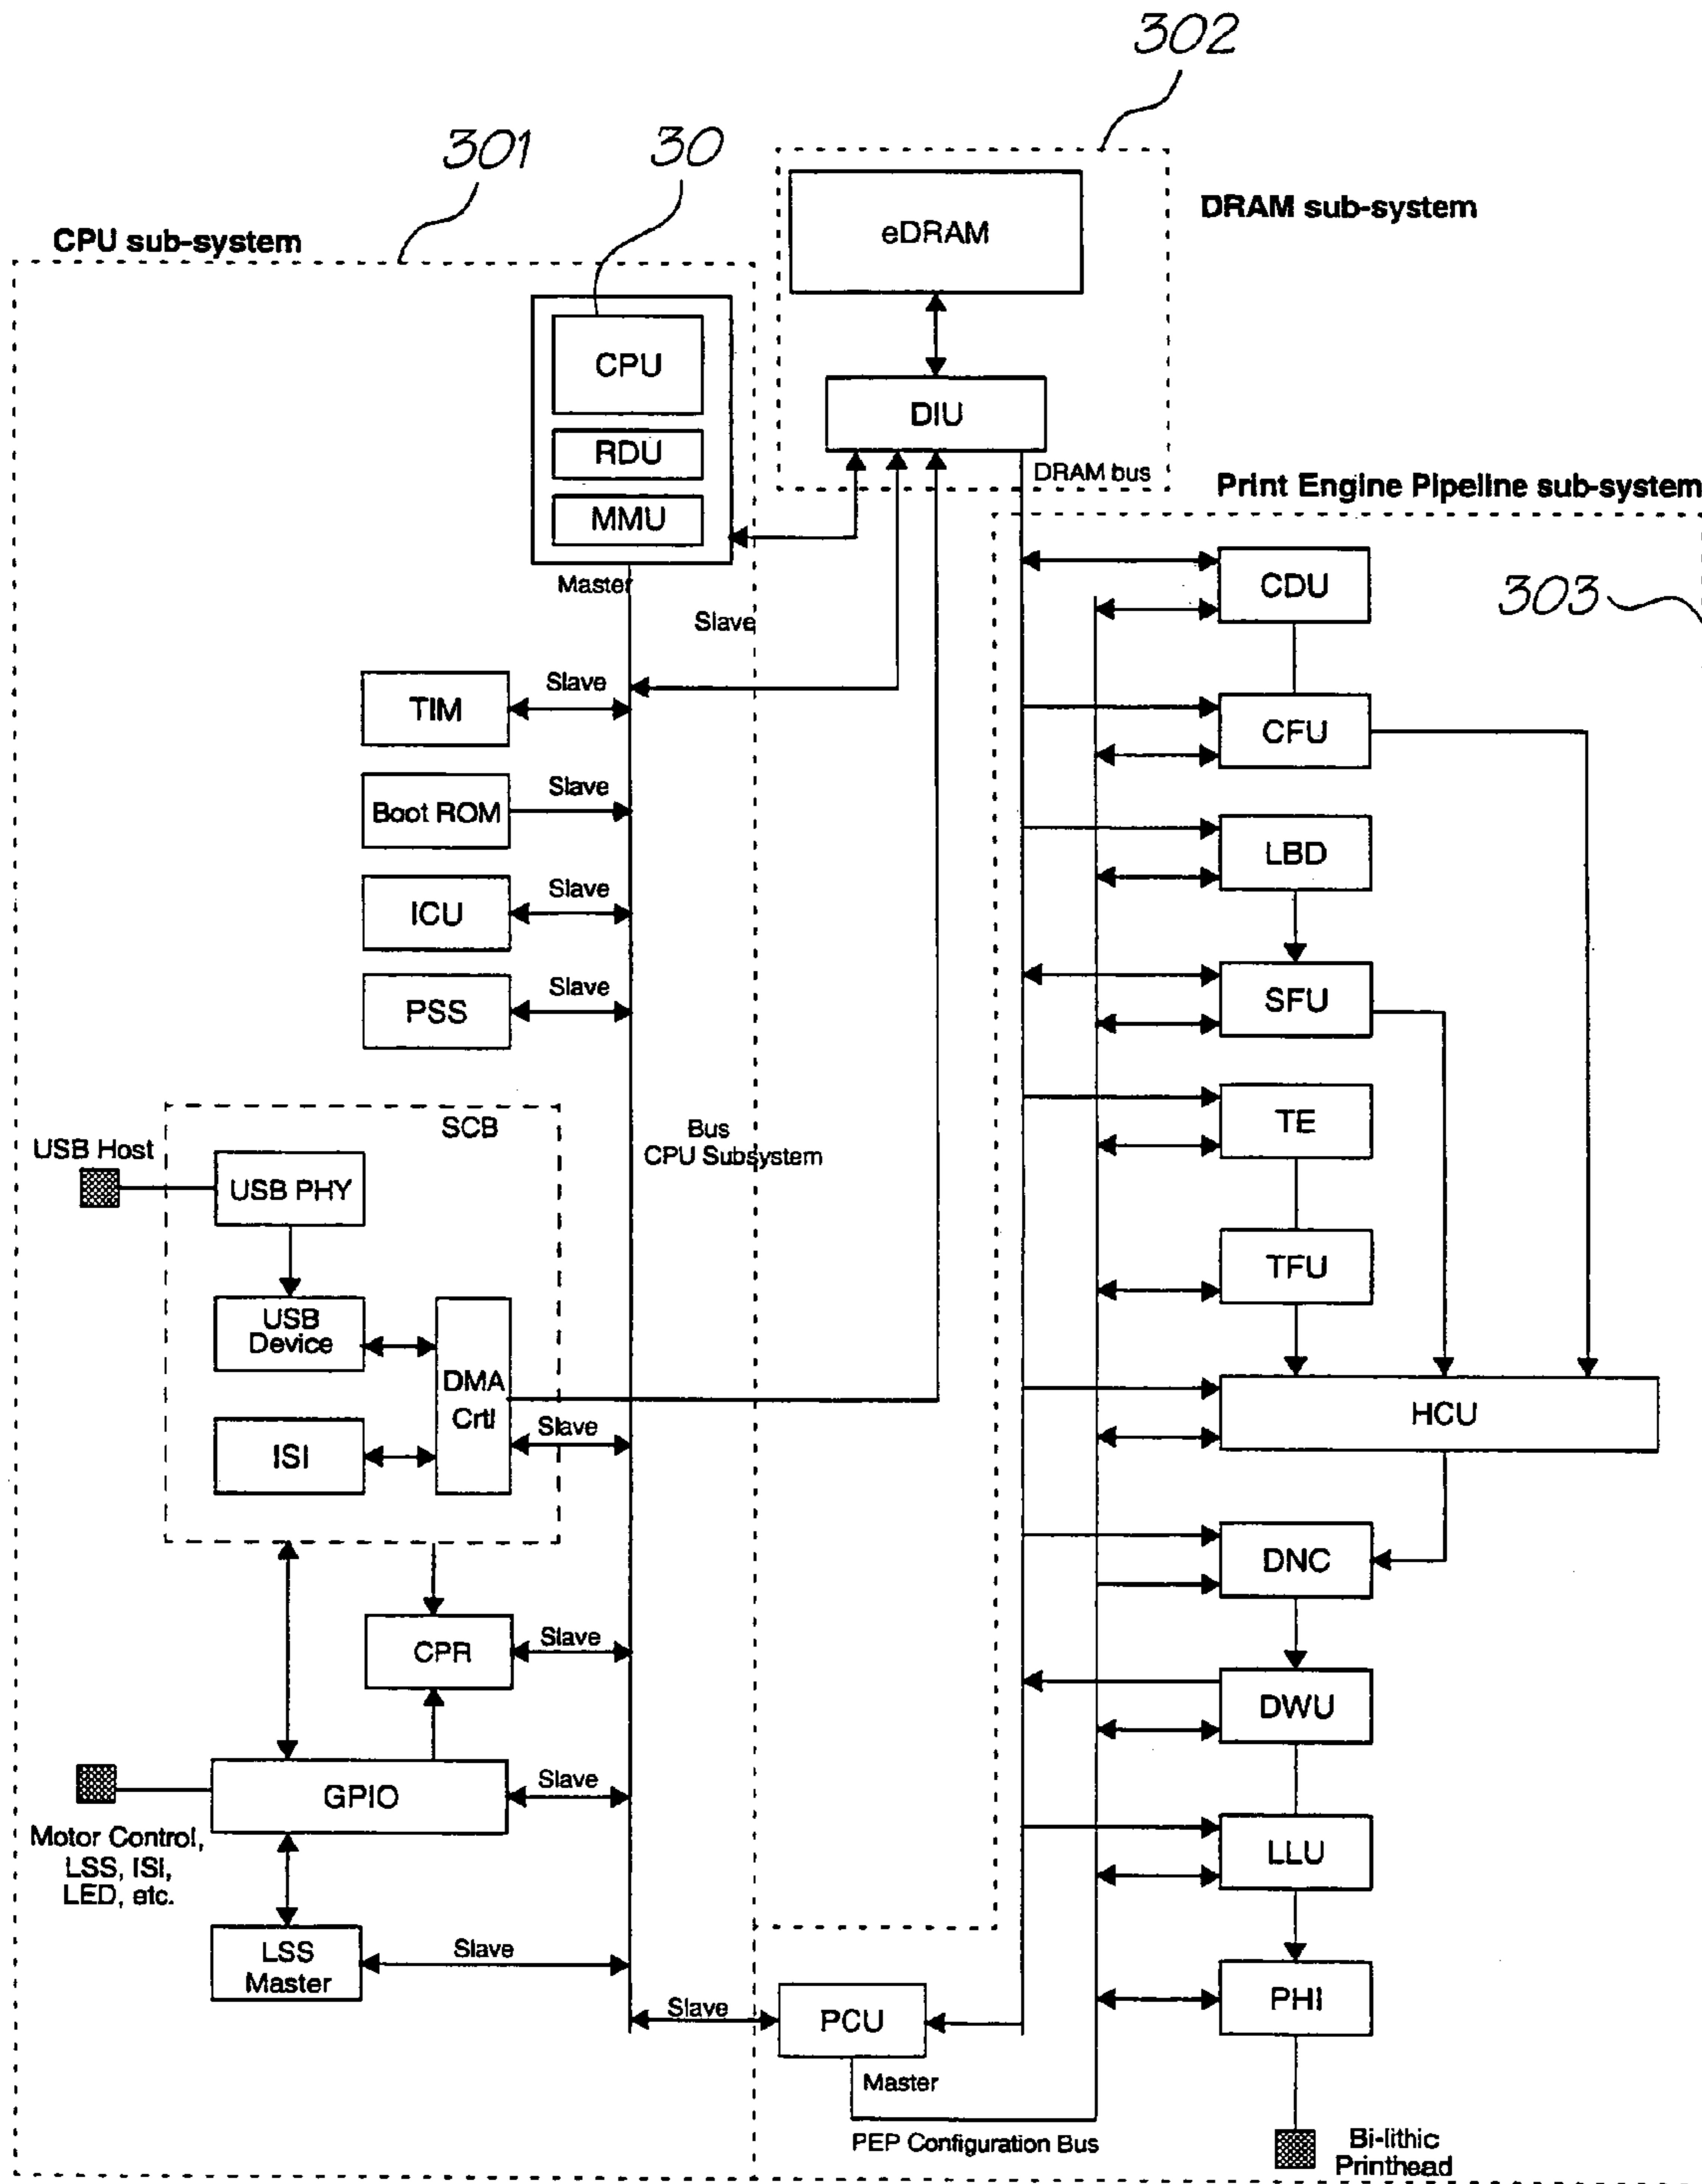 302
301
30
DRAM sub-system
eDRAM
CPU sub-system
CPU
DIU
RDU
DRAM bus
Print Engine Pipeline sub-system
MMU
Master
CDU
303
Slave
TIM
Slave
CFU
Boot ROM
Slave
LBD
ICU
Slave
PSS
Slave
SFU
SCB
TE
Bus
CPU Subsystem
USB Host
USB PHY
TFU
USB
Device
DMA
Crtl
HCU
Slave
ISI
DNC
CPR
Slave
DWU
GPIO
Slave
Motor Control,
LSS, ISI,
LED, etc.
LLU
LSS
Master
Slave
PCU
Slave
PHI
Master
PEP Configuration Bus
Bi-lithic
Printhead